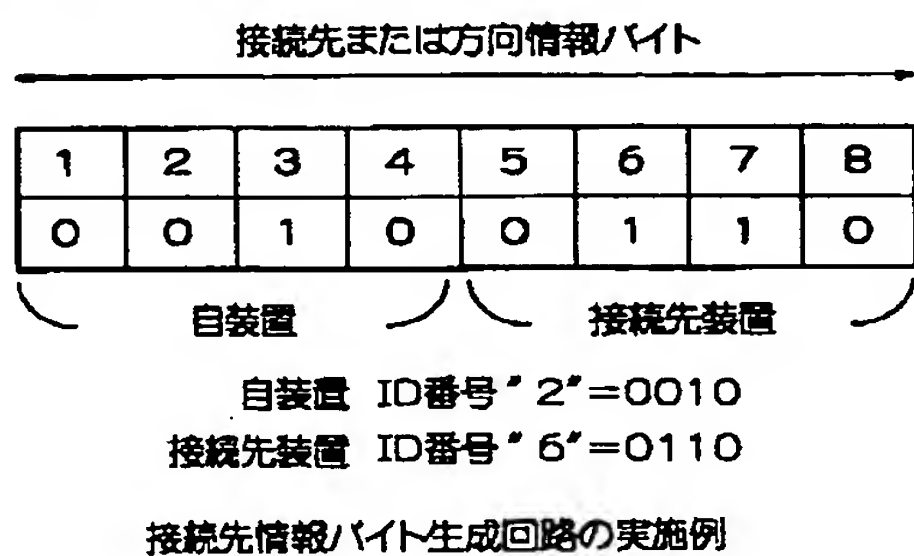 接続先または方向情報バイト
1 2 3 4 5 6 7 8
0 0 1 0 0 1 1 0
自装置 接続先装置
自装置 ID番号"2"=0010
接続先装置 ID番号"6"=0110
接続先情報バイト生成回路の実施例